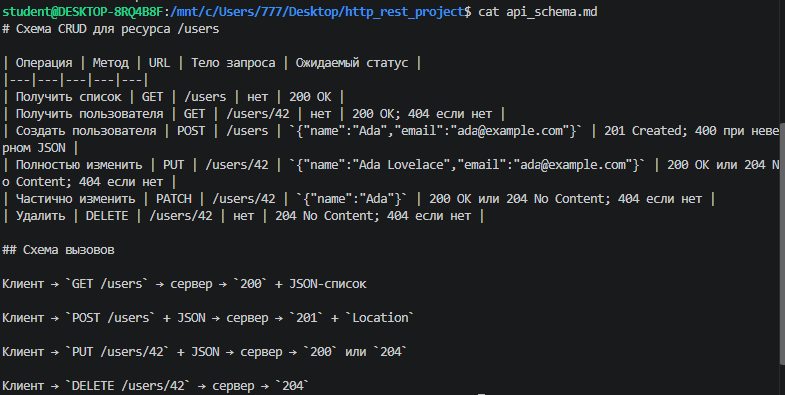 student@DESKTOP-8RQ4B8F:/mnt/c/Users/777/Desktop/http_rest_project$ cat api_schema.md
# Схема CRUD для ресурса /users
| Операция | Метод | URL | Тело запроса | Ожидаемый статус |
|---|---|---|---|---|
| Получить список | GET | /users | нет | 200 OK |
| Получить пользователя | GET | /users/42 | нет | 200 OK; 404 если нет |
| Создать пользователя | POST | /users | `{"name":"Ada","email":"ada@example.com"}` | 201 Created; 400 при неве
рном JSON |
| Полностью изменить | PUT | /users/42 | `{"name":"Ada Lovelace","email":"ada@example.com"}` | 200 OK или 204 N
o Content; 404 если нет |
| Частично изменить | PATCH | /users/42 | `{"name":"Ada"}` | 200 OK или 204 No Content; 404 если нет |
| Удалить | DELETE | /users/42 | нет | 204 No Content; 404 если нет |
## Схема вызовов
Клиент → `GET /users` → сервер → `200` + JSON-список
Клиент → `POST /users` + JSON → сервер → `201` + `Location`
Клиент → `PUT /users/42` + JSON → сервер → `200` или `204`
Клиент → `DELETE /users/42` → сервер → `204`